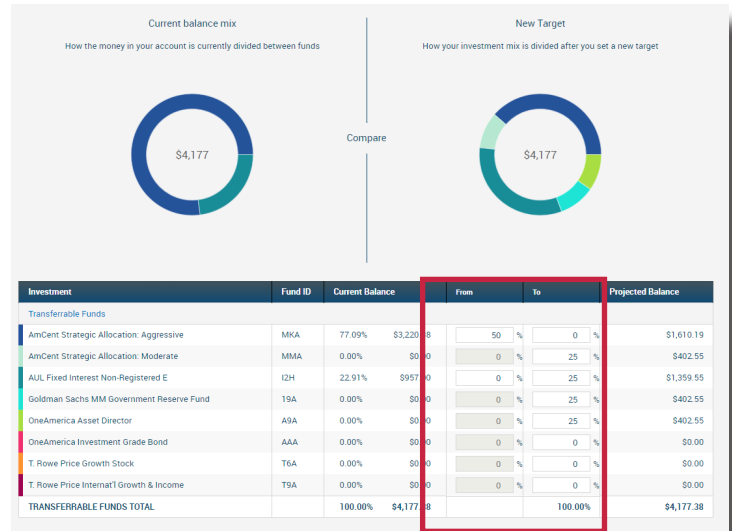 Current balance mix
How the money in your account is currently divided between funds
$4,177
Compare
New Target
How your investment mix is divided after you set a new target
$4,177
Investment Fund ID Current Balance From To Projected Balance
Transferrable Funds
AmCent Strategic Allocation: Aggressive MKA 77.09% 50 % 0 % $1,610.19
AmCent Strategic Allocation: Moderate MMA 0.00% 0 % 25 % $402.55
AUL Fixed Interest Non-Registered E I2H 22.91% 0 % 25 % $1,359.55
Goldman Sachs MM Government Reserve Fund 19A 0.00% 0 % 25 % $402.55
OneAmerica Asset Director A9A 0.00% 0 % 25 % $402.55
OneAmerica Investment Grade Bond AAA 0.00% 0 % 0 % $0.00
T. Rowe Price Growth Stock T6A 0.00% 0 % 0 % $0.00
T. Rowe Price Internat'l Growth & Income T9A 0.00% 0 % 0 % $0.00
TRANSFERRABLE FUNDS TOTAL 100.00% 100.00% $4,177.38